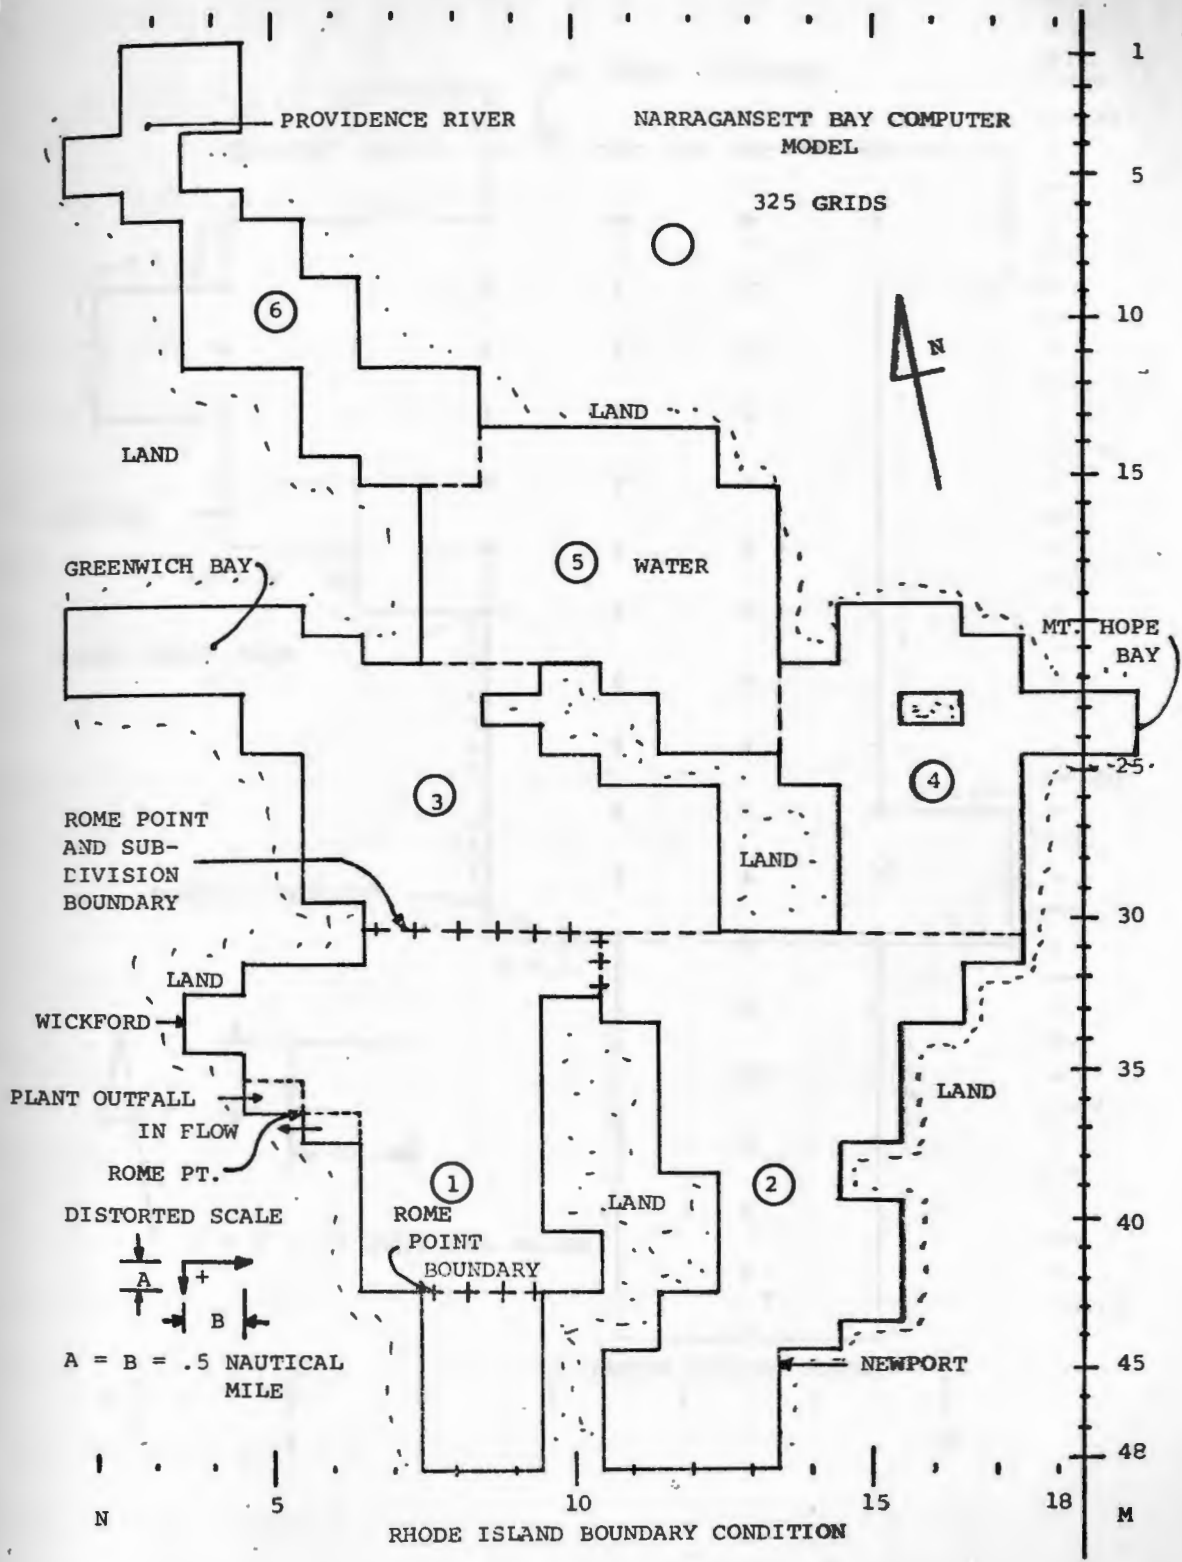 1
PROVIDENCE RIVER
NARRAGANSETT BAY COMPUTER
MODEL
5
325 GRIDS
6
10
N
LAND
LAND
15
5
WATER
GREENWICH BAY
MT. HOPE
BAY
25
4
3
ROME POINT
AND SUB-
DIVISION
BOUNDARY
LAND
30
LAND
WICKFORD
35
LAND
PLANT OUTFALL
IN FLOW
ROME PT.
1
2
LAND
DISTORTED SCALE
ROME
POINT
BOUNDARY
40
A
+
B
A = B = .5 NAUTICAL
MILE
NEWPORT
45
48
5
10
15
18
N
M
RHODE ISLAND BOUNDARY CONDITION